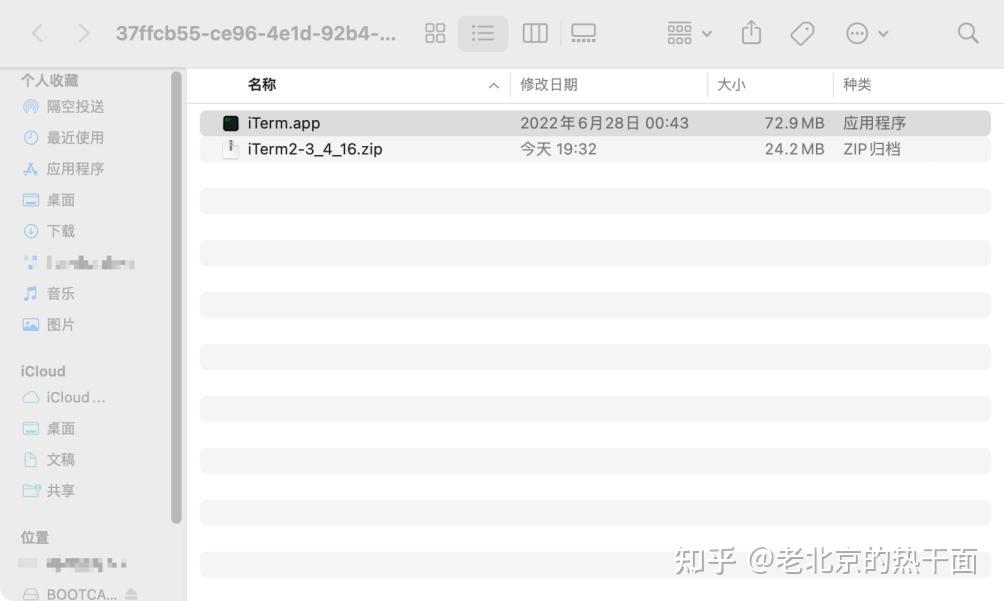 37ffcb55-ce96-4e1d-92b4-...
个人收藏
隔空投送
最近使用
应用程序
桌面
下载
音乐
图片
iCloud
iCloud ...
桌面
文稿
共享
位置
BOOTCA...
名称 修改日期 大小 种类
iTerm.app 2022年6月28日 00:43 72.9 MB 应用程序
iTerm2-3_4_16.zip 今天 19:32 24.2 MB ZIP归档
知乎 @老北京的热干面